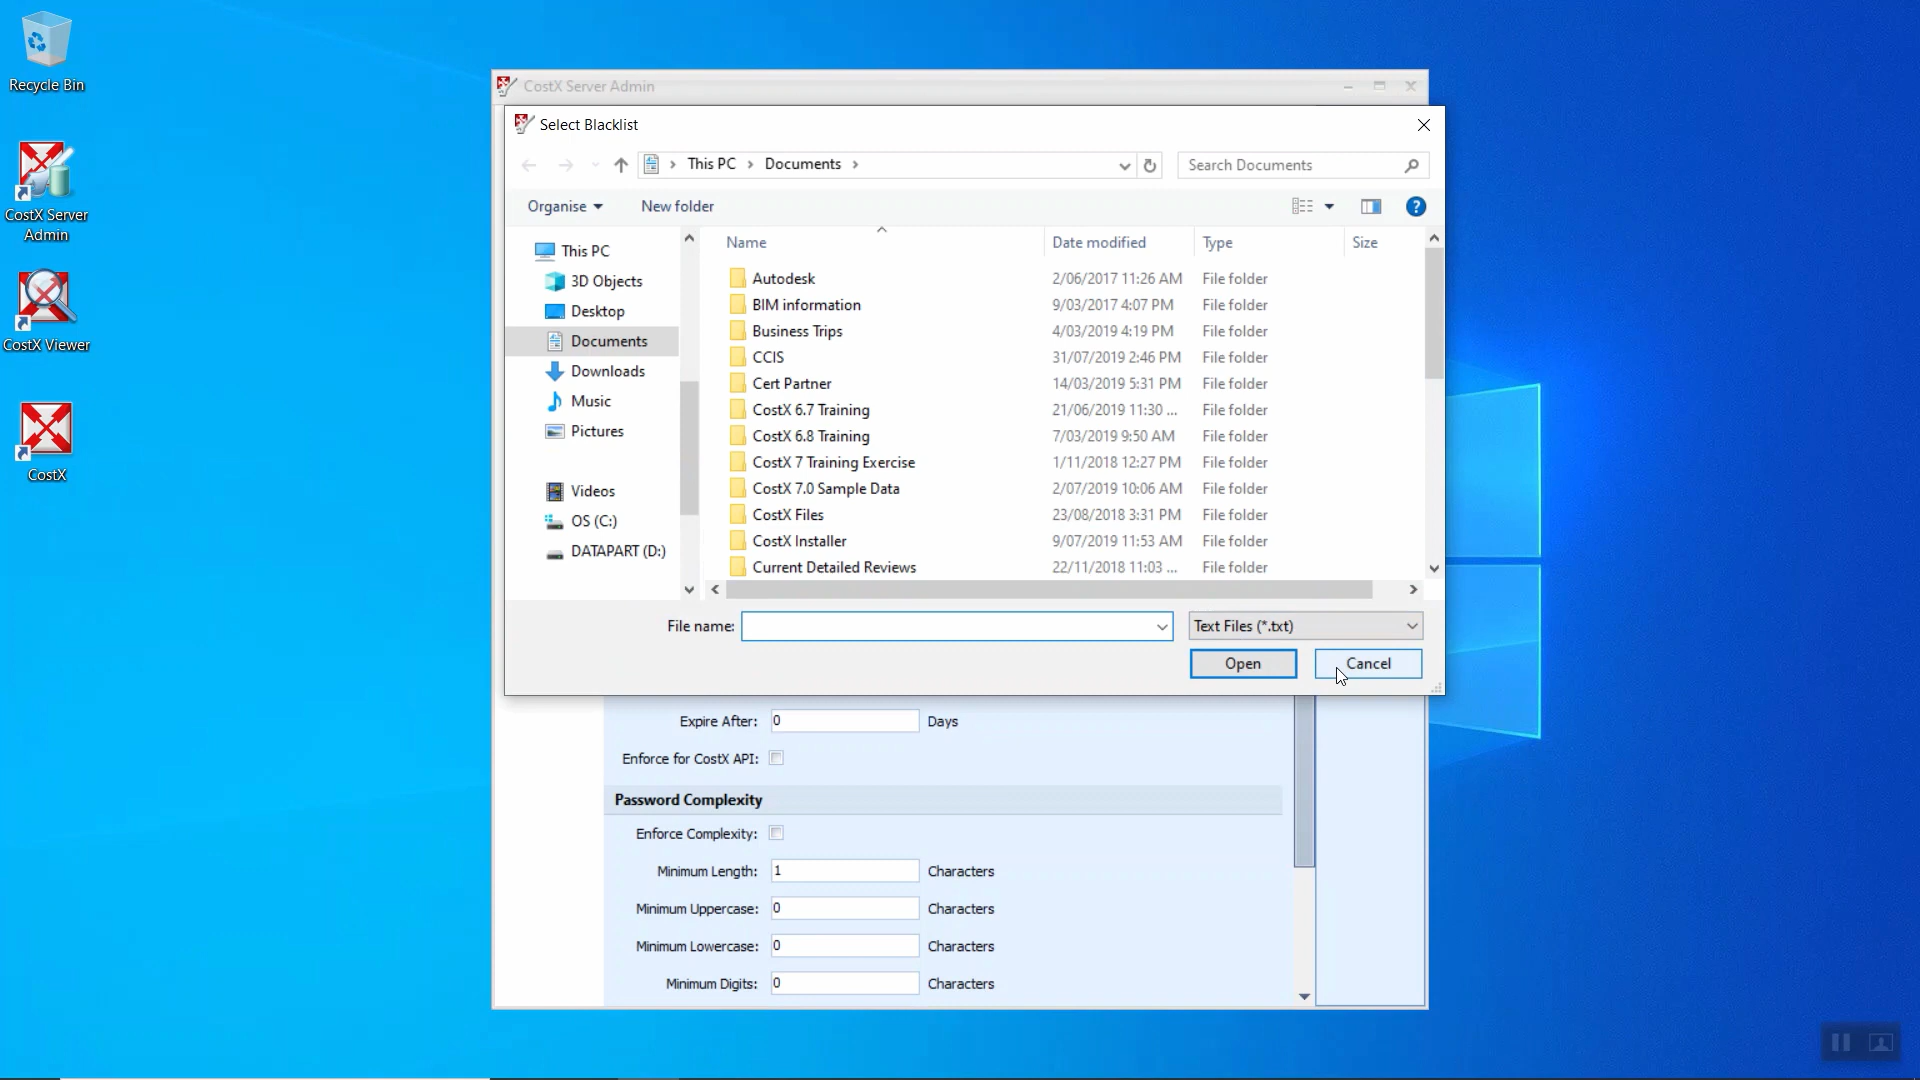 Recycle Bin
CostX Server
Admin
CostX Viewer
CostX
CostX Server Admin
Select Blacklist
This PC
Documents
Search Documents
Organise
New folder
?
This PC
3D Objects
Desktop
Documents
Downloads
Music
Pictures
Videos
OS (C:)
DATAPART (D:)
Name Date modified Type Size
Autodesk 2/06/2017 11:26 AM File folder
BIM information 9/03/2017 4:07 PM File folder
Business Trips 4/03/2019 4:19 PM File folder
CCIS 31/07/2019 2:46 PM File folder
Cert Partner 14/03/2019 5:31 PM File folder
CostX 6.7 Training 21/06/2019 11:30 ... File folder
CostX 6.8 Training 7/03/2019 9:50 AM File folder
CostX 7 Training Exercise 1/11/2018 12:27 PM File folder
CostX 7.0 Sample Data 2/07/2019 10:06 AM File folder
CostX Files 23/08/2018 3:31 PM File folder
CostX Installer 9/07/2019 11:53 AM File folder
Current Detailed Reviews 22/11/2018 11:03 ... File folder
File name:
Text Files (*.txt)
Open
Cancel
Expire After: 0 Days
Enforce for CostX API:
Password Complexity
Enforce Complexity:
Minimum Length: 1 Characters
Minimum Uppercase: 0 Characters
Minimum Lowercase: 0 Characters
Minimum Digits: 0 Characters